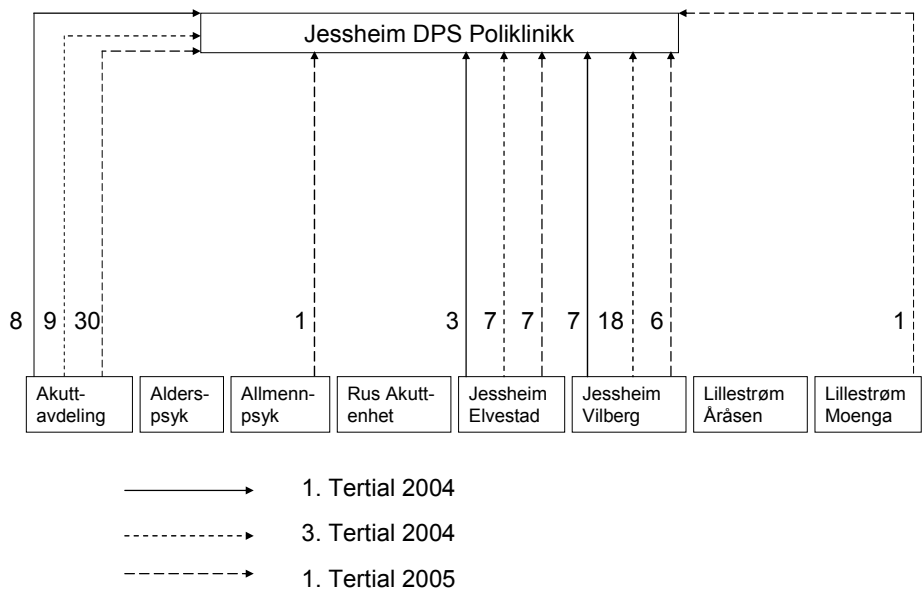 Jessheim DPS Poliklinikk
8 9 30 1 3 7 7 7 18 6 1
Akutt-
avdeling
Alders-
psyk
Allmenn-
psyk
Rus Akutt-
enhet
Jessheim
Elvestad
Jessheim
Vilberg
Lillestrøm
Åråsen
Lillestrøm
Moenga
1. Tertial 2004
3. Tertial 2004
1. Tertial 2005